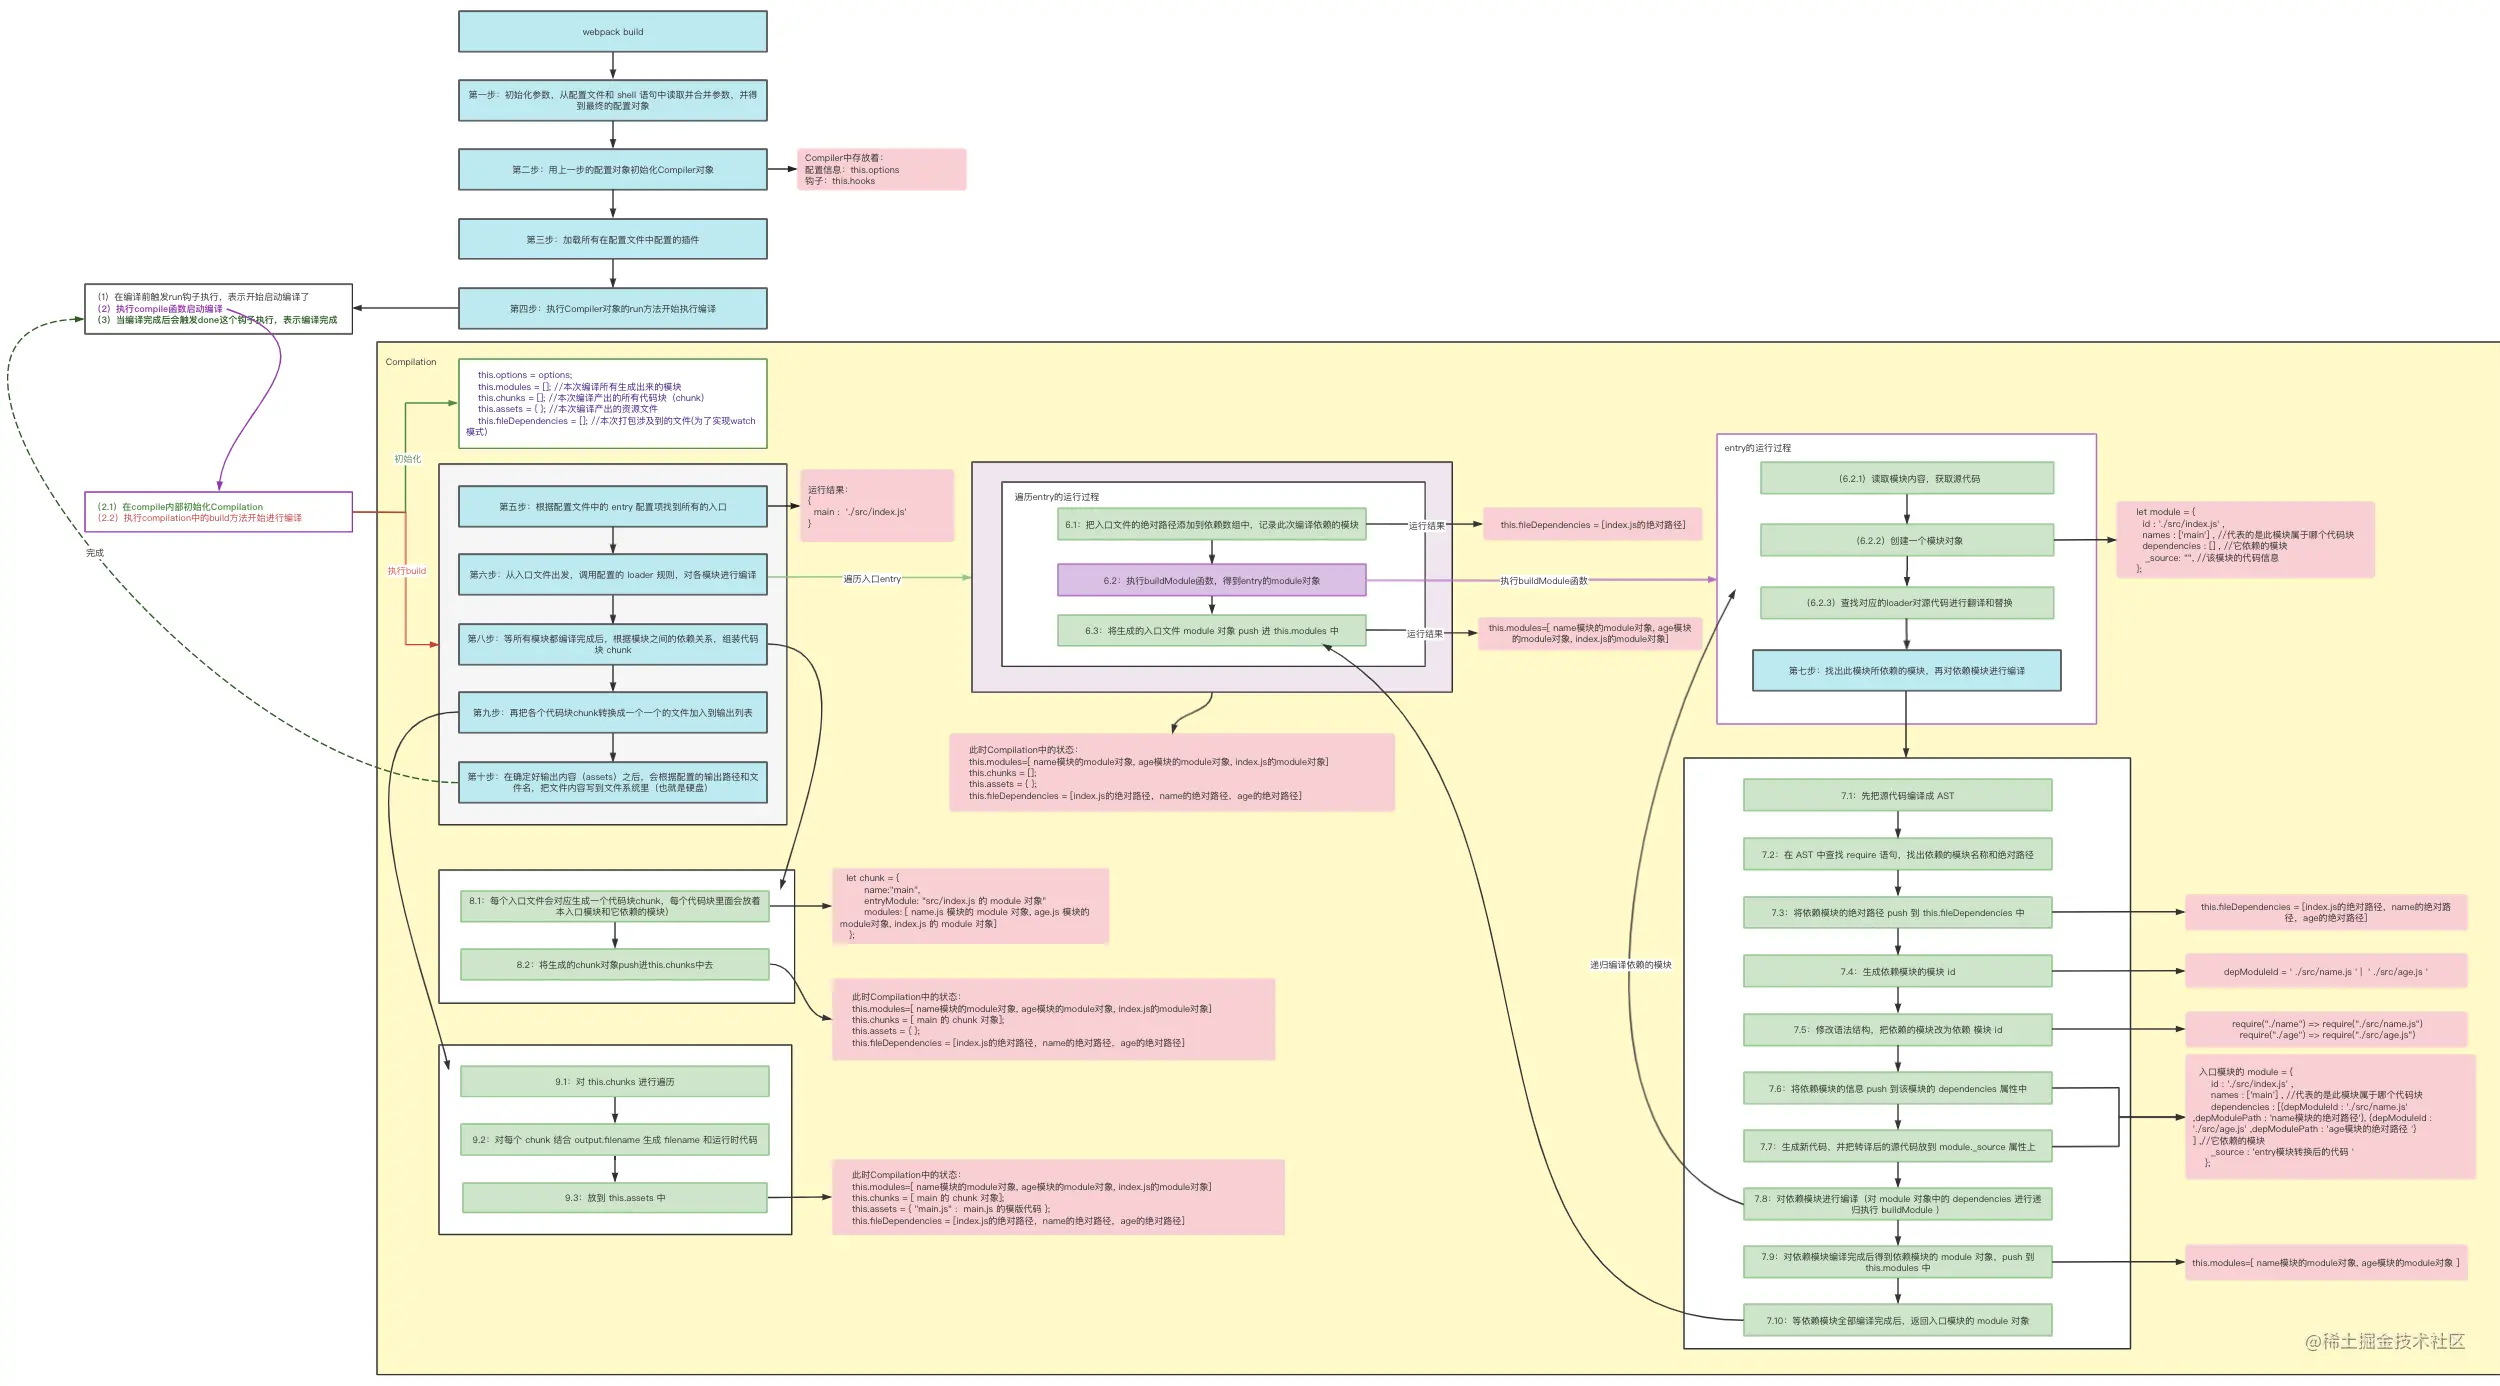 webpack build
第一步：初始化参数，从配置文件和 shell 语句中读取并合并参数，并得
到最终的配置对象
第二步：用上一步的配置对象初始化Compiler对象
Compiler中存放着：
配置信息：this.options
钩子：this.hooks
第三步：加载所有在配置文件中配置的插件
第四步：执行Compiler对象的run方法开始执行编译
（1）在编译前触发run钩子执行，表示开始启动编译了
（2）执行compile函数启动编译
（3）当编译完成后会触发done这个钩子执行，表示编译完成
（2.1）在compile内部初始化Compilation
（2.2）执行compilation中的build方法开始进行编译
完成
初始化
执行build
Compilation
this.options = options;
this.modules = []; //本次编译所有生成出来的模块
this.chunks = []; //本次编译产出的所有代码块（chunk）
this.assets = { }; //本次编译产出的资源文件
this.fileDependencies = []; //本次打包涉及到的文件(为了实现watch
模式)
第五步：根据配置文件中的 entry 配置项找到所有的入口
运行结果：
{
main： './src/index.js'
}
第六步：从入口文件出发，调用配置的 loader 规则，对各模块进行编译
遍历入口entry
第八步：等所有模块都编译完成后，根据模块之间的依赖关系，组装代码
块 chunk
第九步：再把各个代码块chunk转换成一个一个的文件加入到输出列表
第十步：在确定好输出内容（assets）之后，会根据配置的输出路径和文
件名，把文件内容写到文件系统里（也就是硬盘）
遍历entry的运行过程
6.1：把入口文件的绝对路径添加到依赖数组中，记录此次编译依赖的模块
运行结果
this.fileDependencies = [index.js的绝对路径]
6.2：执行buildModule函数，得到entry的module对象
执行buildModule函数
6.3：将生成的入口文件 module 对象 push 进 this.modules 中
运行结果
this.modules=[ name模块的module对象, age模块
的module对象, index.js的module对象]
此时Compilation中的状态：
this.modules=[ name模块的module对象, age模块的module对象, index.js的module对象]
this.chunks = [];
this.assets = { };
this.fileDependencies = [index.js的绝对路径，name的绝对路径，age的绝对路径]
entry的运行过程
（6.2.1）读取模块内容，获取源代码
（6.2.2）创建一个模块对象
let module = {
id : './src/index.js' ,
names : ['main'] , //代表的是此模块属于哪个代码块
dependencies : [] , //它依赖的模块
_source: "", //该模块的代码信息
};
（6.2.3）查找对应的loader对源代码进行翻译和替换
第七步：找出此模块所依赖的模块，再对依赖模块进行编译
7.1：先把源代码编译成 AST
7.2：在 AST 中查找 require 语句，找出依赖的模块名称和绝对路径
7.3：将依赖模块的绝对路径 push 到 this.fileDependencies 中
this.fileDependencies = [index.js的绝对路径，name的绝对路
径，age的绝对路径]
7.4：生成依赖模块的模块 id
depModuleId = ' ./src/name.js ' | ' ./src/age.js '
7.5：修改语法结构，把依赖的模块改为依赖 模块 id
require("./name") => require("./src/name.js")
require("./age") => require("./src/age.js")
7.6：将依赖模块的信息 push 到该模块的 dependencies 属性中
7.7：生成新代码，并把转译后的源代码放到 module._source 属性上
入口模块的 module = {
id : './src/index.js' ,
names : ['main'] , //代表的是此模块属于哪个代码块
dependencies : [{depModuleId : './src/name.js'
,depModulePath : 'name模块的绝对路径'}, {depModuleId :
'./src/age.js' ,depModulePath : 'age模块的绝对路径 '}
] ,//它依赖的模块
_source : 'entry模块转换后的代码 '
};
递归编译依赖的模块
7.8：对依赖模块进行编译（对 module 对象中的 dependencies 进行递
归执行 buildModule ）
7.9：对依赖模块编译完成后得到依赖模块的 module 对象，push 到
this.modules 中
this.modules=[ name模块的module对象, age模块的module对象 ]
7.10：等依赖模块全部编译完成后，返回入口模块的 module 对象
8.1：每个入口文件会对应生成一个代码块chunk，每个代码块里面会放着
本入口模块和它依赖的模块）
let chunk = {
name:"main",
entryModule: "src/index.js 的 module 对象"
modules: [ name.js 模块的 module 对象, age.js 模块的
module对象, index.js 的 module 对象]
};
8.2：将生成的chunk对象push进this.chunks中去
此时Compilation中的状态：
this.modules=[ name模块的module对象, age模块的module对象, index.js的module对象]
this.chunks = [ main 的 chunk 对象];
this.assets = { };
this.fileDependencies = [index.js的绝对路径，name的绝对路径，age的绝对路径]
9.1：对 this.chunks 进行遍历
9.2：对每个 chunk 结合 output.filename 生成 filename 和运行时代码
9.3：放到 this.assets 中
此时Compilation中的状态：
this.modules=[ name模块的module对象, age模块的module对象, index.js的module对象]
this.chunks = [ main 的 chunk 对象];
this.assets = { "main.js"： main.js 的模版代码 };
this.fileDependencies = [index.js的绝对路径，name的绝对路径，age的绝对路径]
@稀土掘金技术社区